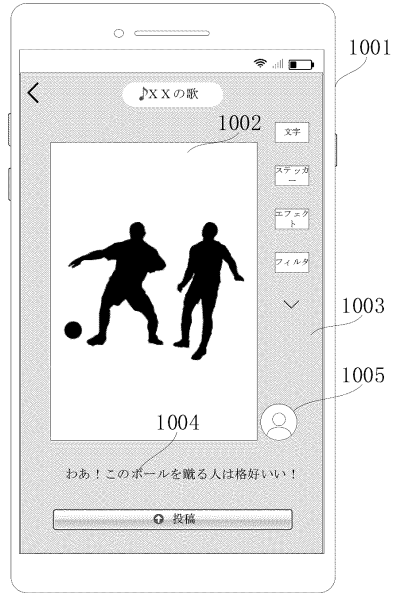 1001
♪XXの歌
1002
文字
ステッカ
ー
エフェク
ト
フィルタ
1003
1005
1004
わあ！このボールを蹴る人は格好いい！
投稿